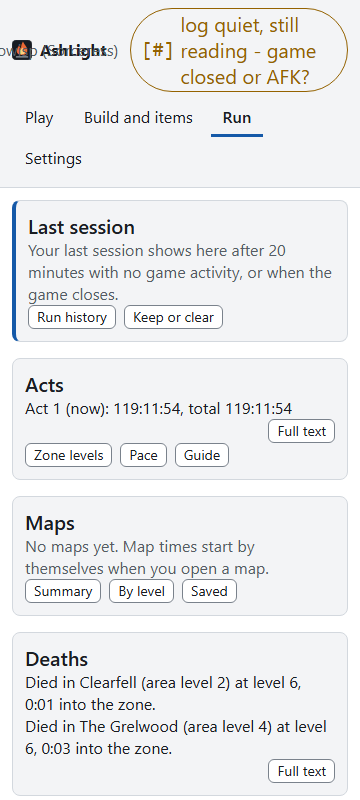 AshLight
log quiet, still
[#] reading - game
closed or AFK?
Play Build and items Run
Settings
Last session
Your last session shows here after 20
minutes with no game activity, or when the
game closes.
Run history Keep or clear
Acts
Act 1 (now): 119:11:54, total 119:11:54
Full text
Zone levels Pace Guide
Maps
No maps yet. Map times start by
themselves when you open a map.
Summary By level Saved
Deaths
Died in Clearfell (area level 2) at level 6,
0:01 into the zone.
Died in The Grelwood (area level 4) at level
6, 0:03 into the zone.
Full text